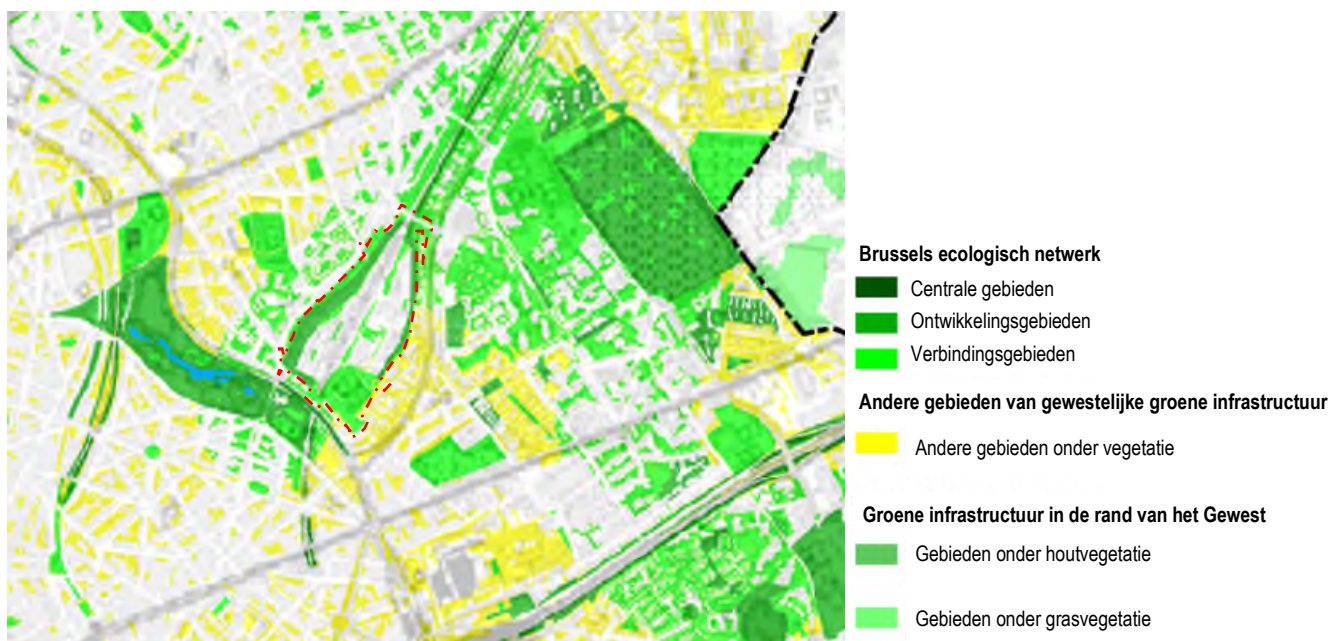 Brussels ecologisch netwerk
Centrale gebieden
Ontwikkelingsgebieden
Verbindingsgebieden
Andere gebieden van gewestelijke groene infrastructuur
Andere gebieden onder vegetatie
Groene infrastructuur in de rand van het Gewest
Gebieden onder houtvegetatie
Gebieden onder grasvegetatie